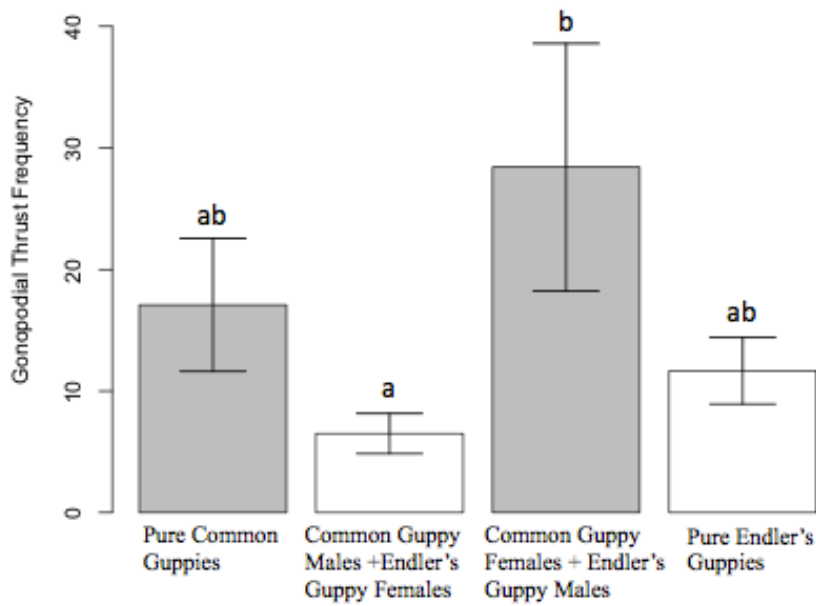 Gonopodial Thrust Frequency
40
30
20
10
0
ab
a
b
ab
Pure Common
Guppies
Common Guppy
Males +Endler's
Guppy Females
Common Guppy
Females + Endler's
Guppy Males
Pure Endler's
Guppies